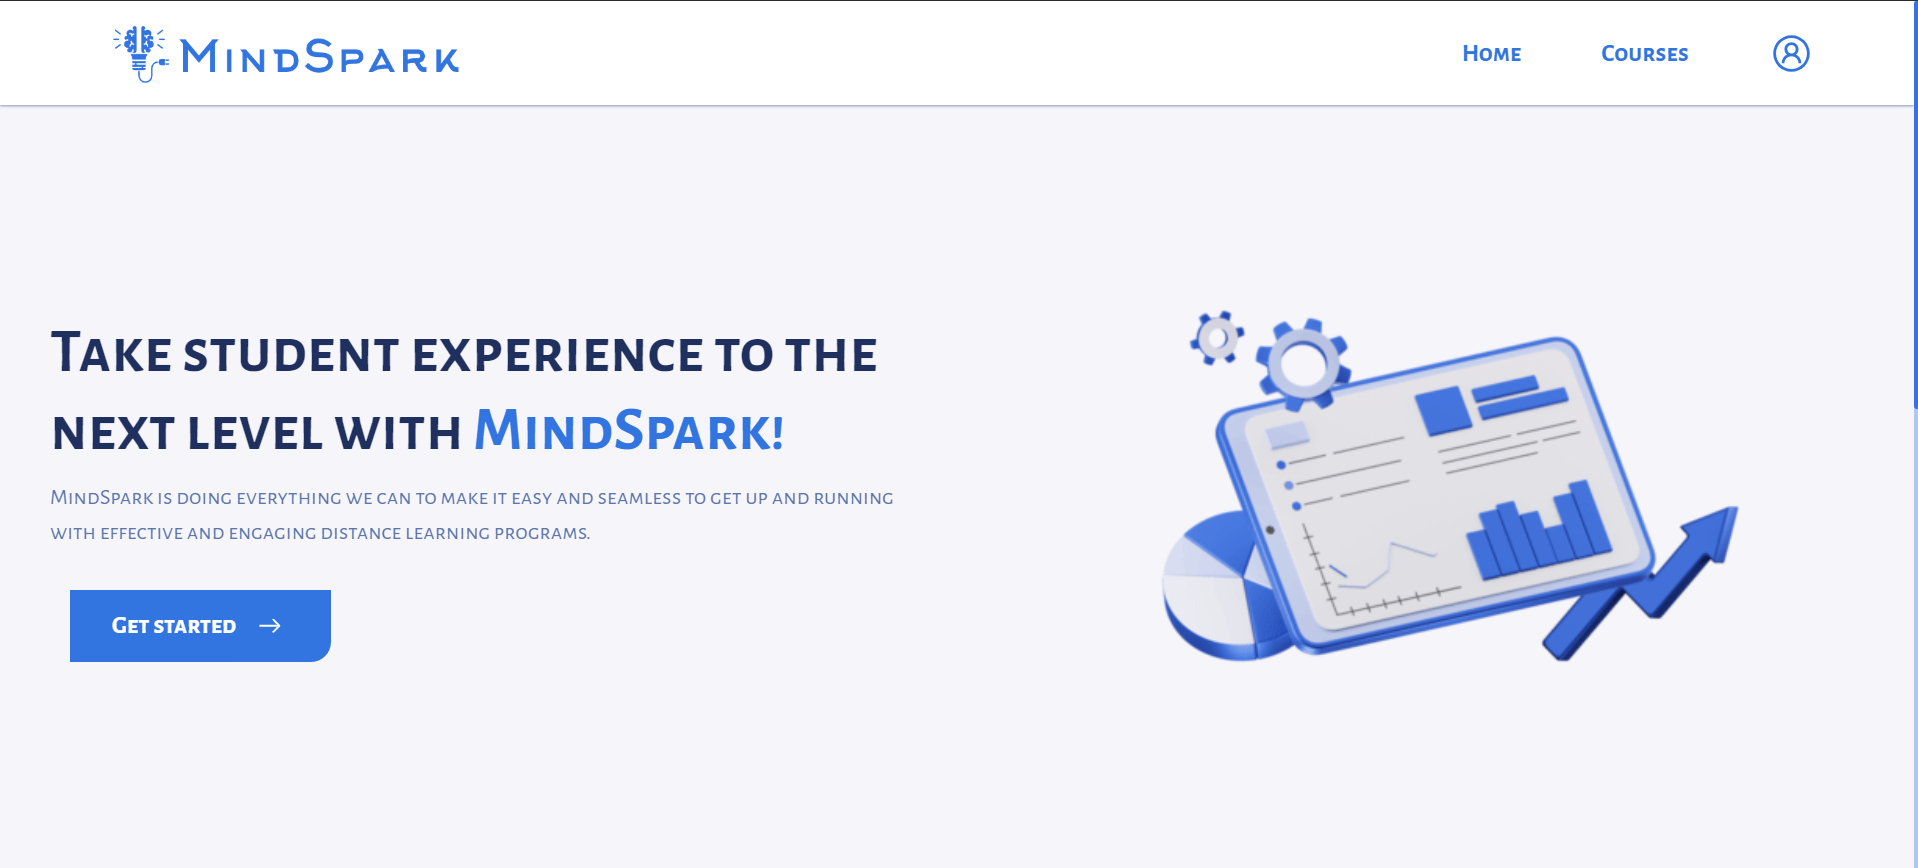 MindSpark
Home
Courses
Take student experience to the
next level with MindSpark!
MindSpark is doing everything we can to make it easy and seamless to get up and running
with effective and engaging distance learning programs.
Get started